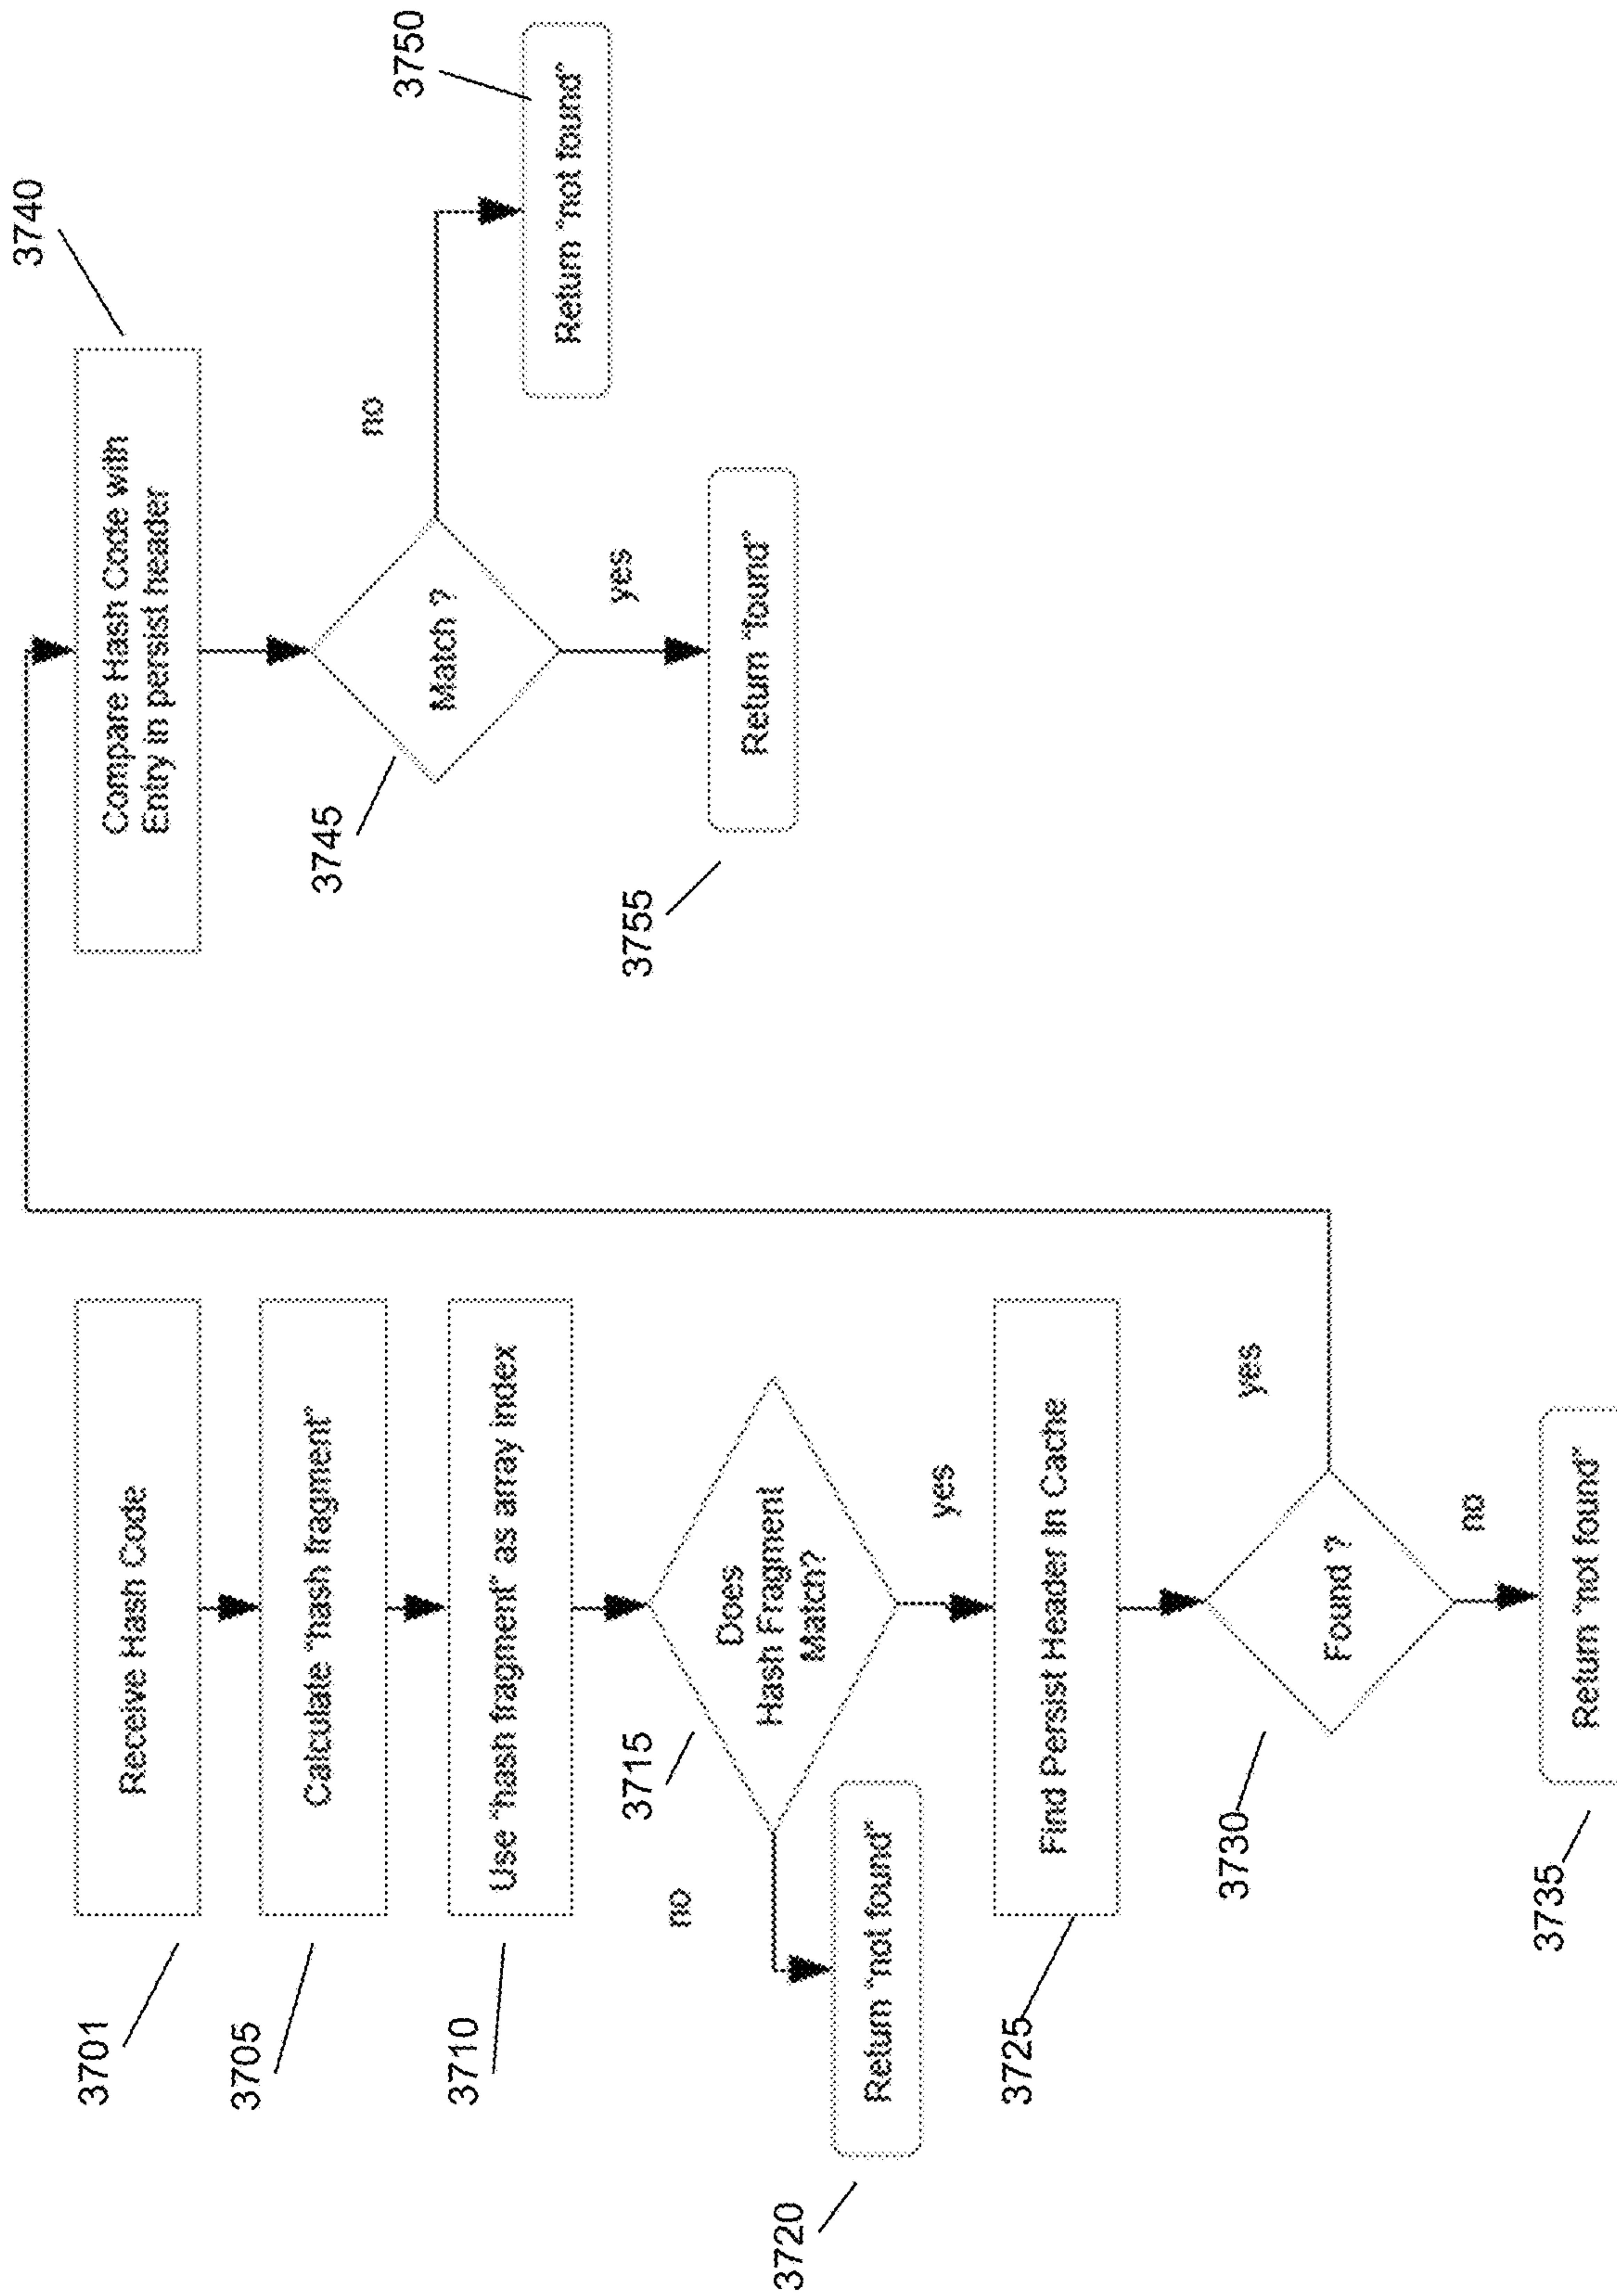 3701
Receive Hash Code
3705
Calculate "hash fragment"
3710
Use "hash fragment" as array index
3715
Does
Hash Fragment
Match?
no
3720
Return "not found"
yes
3725
Find Persist Header In Cache
3730
Found ?
yes
no
3735
Return "not found"
3740
Compare Hash Code with
Entry in persist header
3745
Match ?
no
3750
Return "not found"
yes
3755
Return "found"